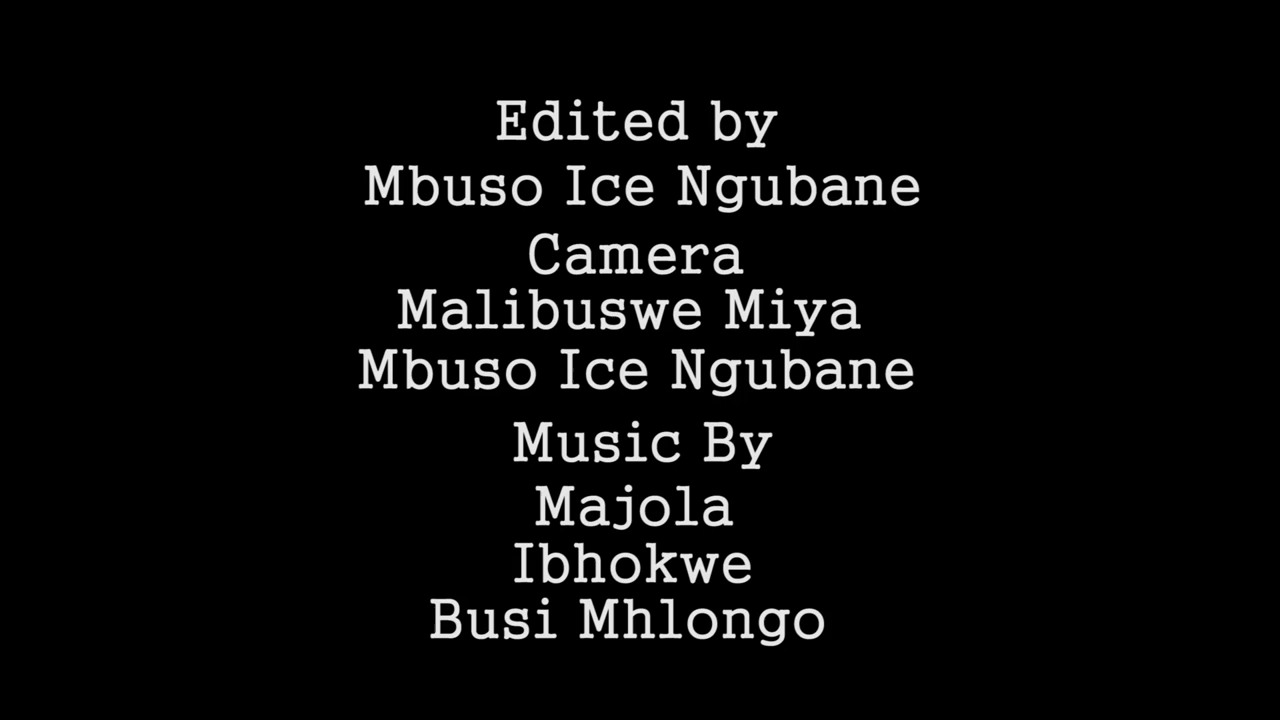 Edited by
Mbuso Ice Ngubane
Camera
Malibuswe Miya
Mbuso Ice Ngubane
Music By
Majola
Ibhokwe
Busi Mhlongo